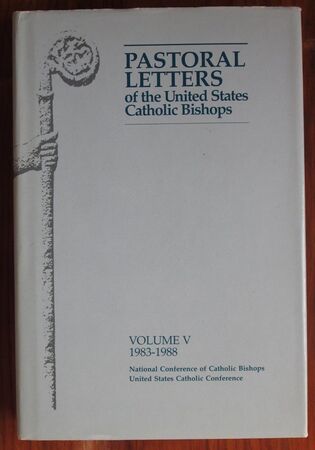 PASTORAL
LETTERS
of the United States
Catholic Bishops
VOLUME V
1983-1988
National Conference of Catholic Bishops
United States Catholic Conference